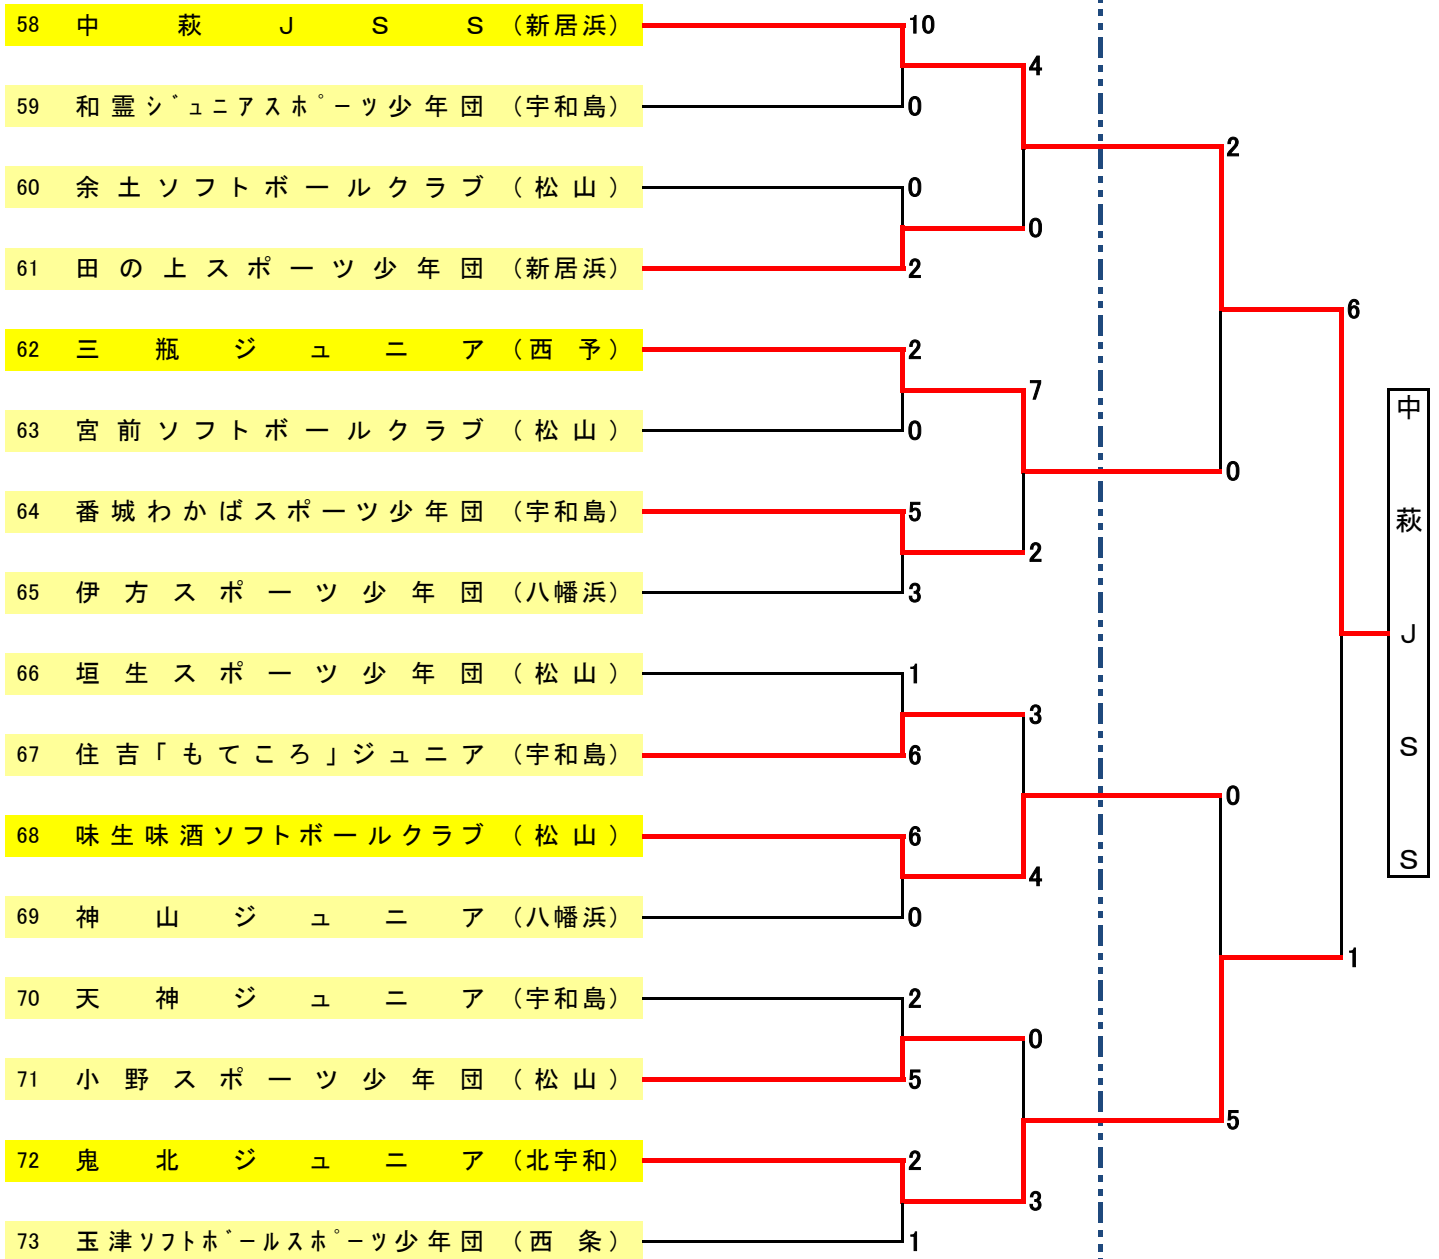 58 中萩JSS（新居浜） 10
4
59 和霊ｼﾞｭﾆｱスﾎﾟｰツ少年団（宇和島） 0
2
60 余土ソフトボールクラブ（松山） 0
0
61 田の上スポーツ少年団（新居浜） 2
6
62 三瓶ジュニア（西予） 2
7
63 宮前ソフトボールクラブ（松山） 0
0
64 番城わかばスポーツ少年団（宇和島） 5
2
65 伊方スポーツ少年団（八幡浜） 3
中萩JSS
66 垣生スポーツ少年団（松山） 1
3
67 住吉「もてころ」ジュニア（宇和島） 6
0
68 味生味酒ソフトボールクラブ（松山） 6
4
69 神山ジュニア（八幡浜） 0
1
70 天神ジュニア（宇和島） 2
0
71 小野スポーツ少年団（松山） 5
5
72 鬼北ジュニア（北宇和） 2
3
73 玉津ｿﾌﾄﾎﾞｰﾙｽﾎﾟｰﾂ少年団（西条） 1